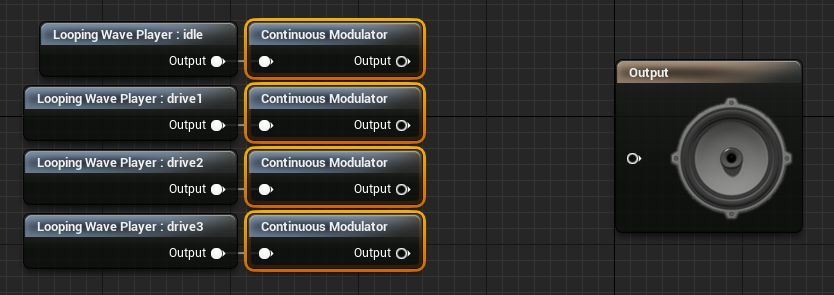 Looping Wave Player : idle
Continuous Modulator
Output
Output
Looping Wave Player : drive1
Continuous Modulator
Output
Output
Looping Wave Player : drive2
Continuous Modulator
Output
Output
Looping Wave Player : drive3
Continuous Modulator
Output
Output
Output